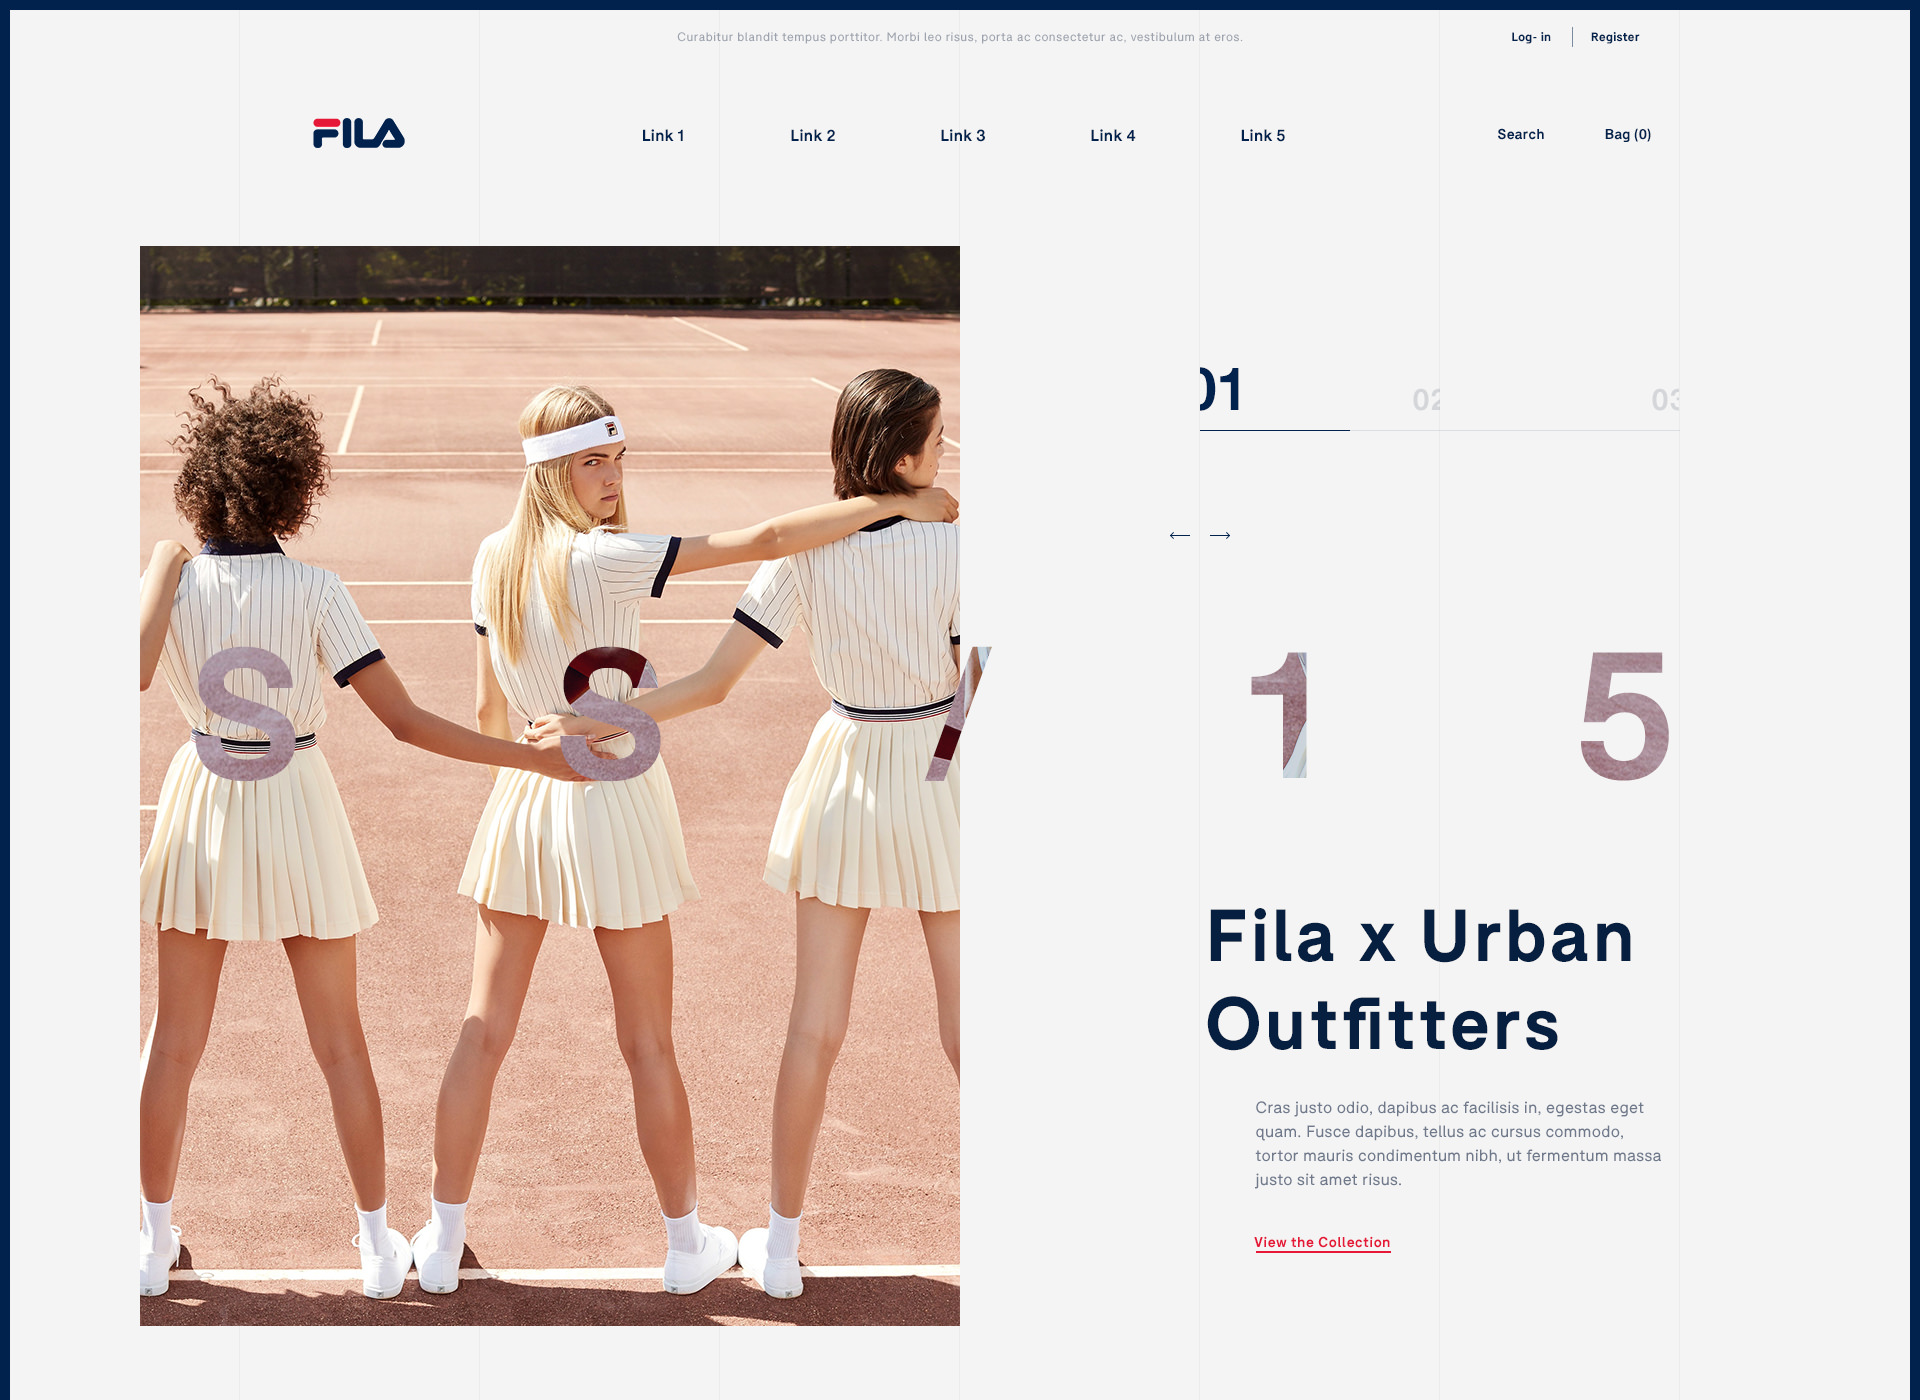 Curabitur blandit tempus porttitor. Morbi leo risus, porta ac consectetur ac, vestibulum at eros.
Log- in
Register
FILA
Link 1
Link 2
Link 3
Link 4
Link 5
Search
Bag (0)
01
02
03
S S / 1 5
Fila x Urban
Outfitters
Cras justo odio, dapibus ac facilisis in, egestas eget
quam. Fusce dapibus, tellus ac cursus commodo,
tortor mauris condimentum nibh, ut fermentum massa
justo sit amet risus.
View the Collection